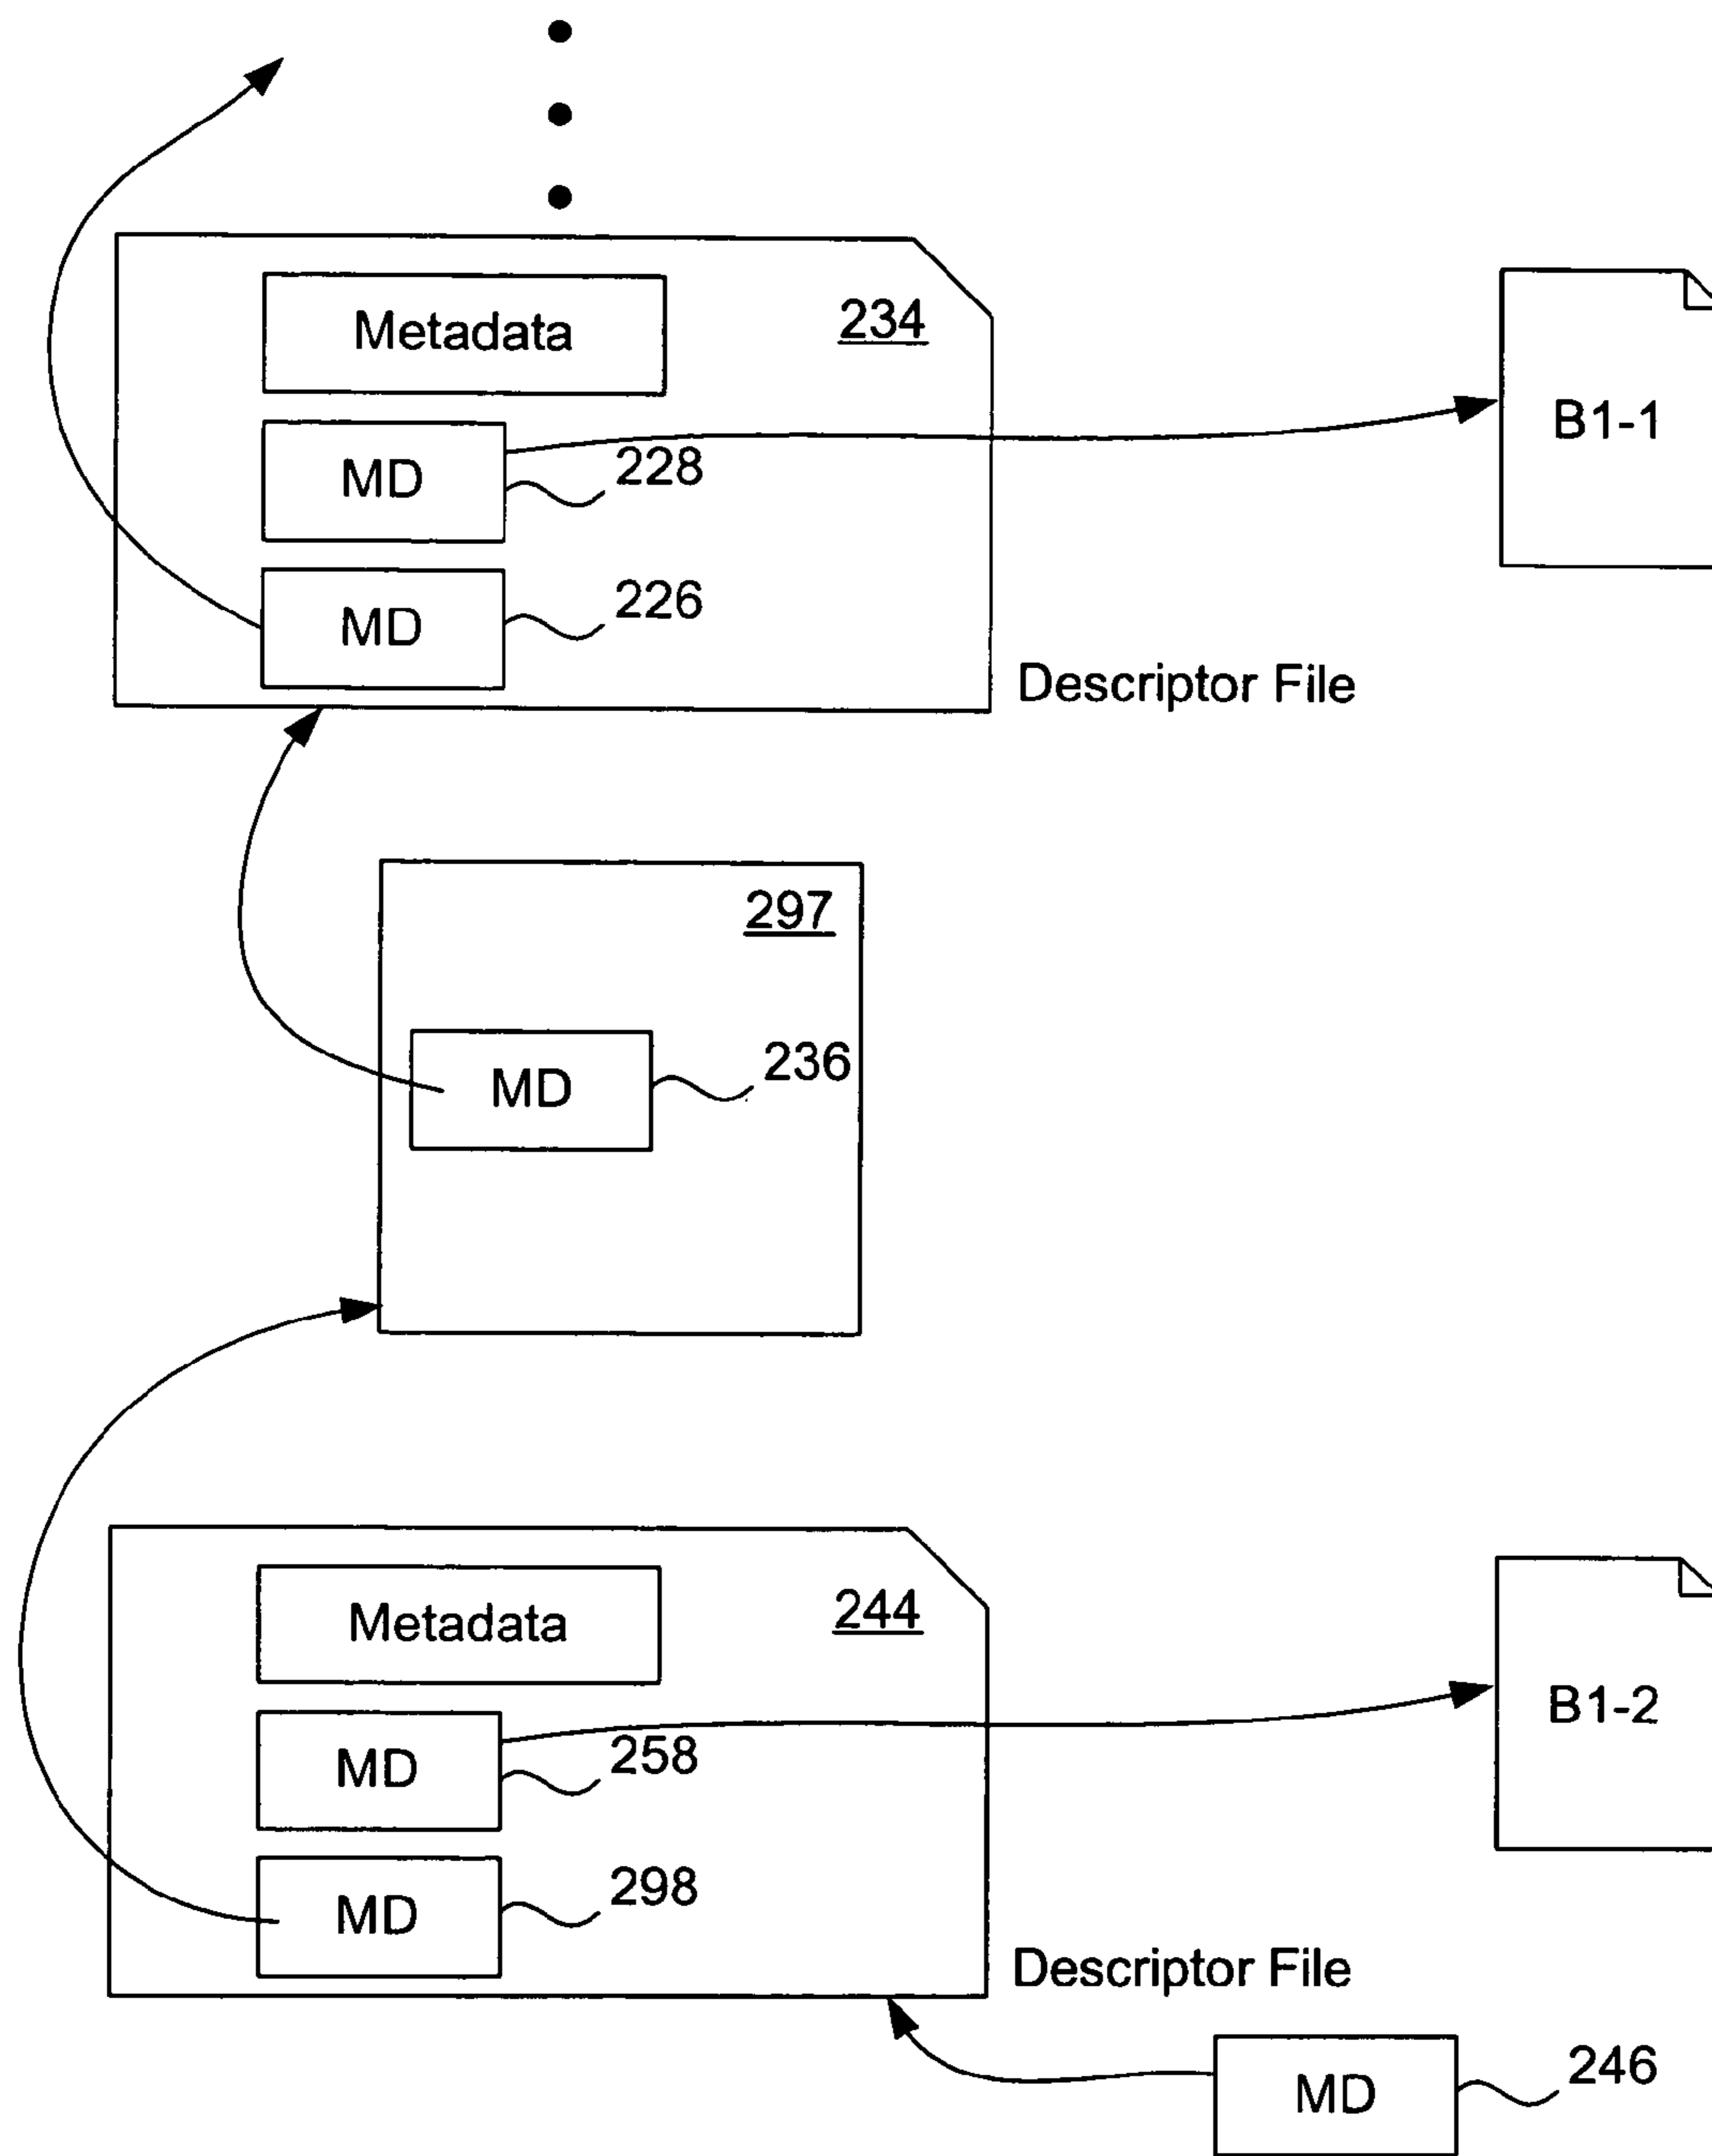 Metadata
234
MD
228
B1-1
MD
226
Descriptor File
297
MD
236
Metadata
244
MD
258
B1-2
MD
298
Descriptor File
MD
246